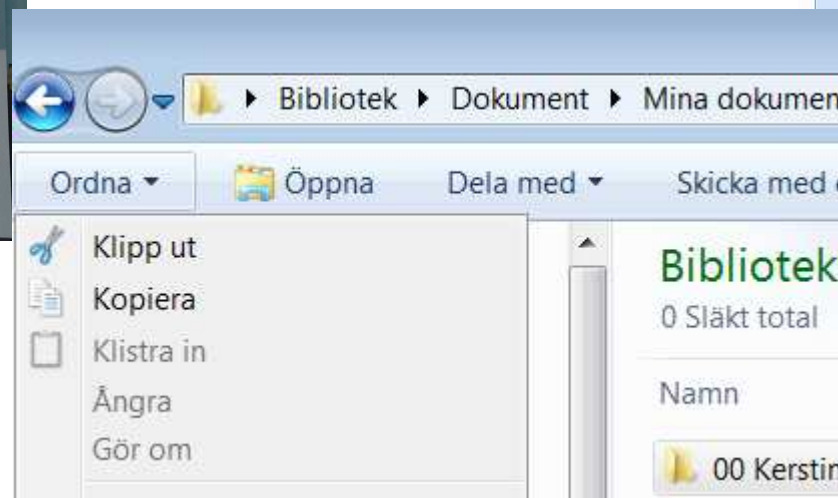 Bibliotek Dokument Mina dokumen
Ordna Öppna Dela med Skicka med
Klipp ut
Kopiera
Klistra in
Ångra
Gör om
Bibliotek
0 Släkt total
Namn
00 Kerstin